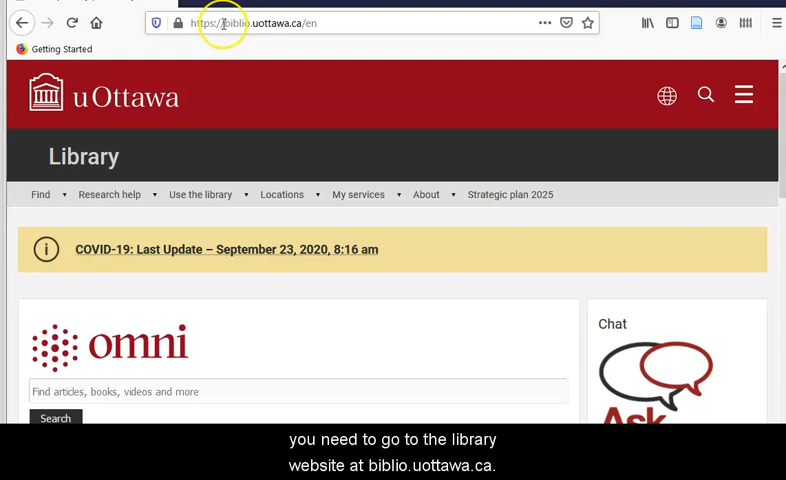 https://biblio.uottawa.ca/en
Getting Started
uOttawa
Library
Find Research help Use the library Locations My services About Strategic plan 2025
COVID-19: Last Update – September 23, 2020, 8:16 am
omni
Find articles, books, videos and more
Search
Chat
Ask
you need to go to the library
website at biblio.uottawa.ca.